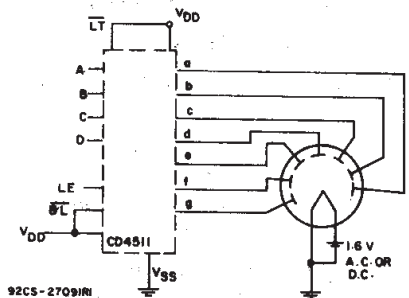 LT
VDD
A
B
C
D
LE
BL
VDD
a
b
c
d
e
f
g
CD4511
VSS
1.6 V
A.C. OR
D.C.
92CS-27091R1